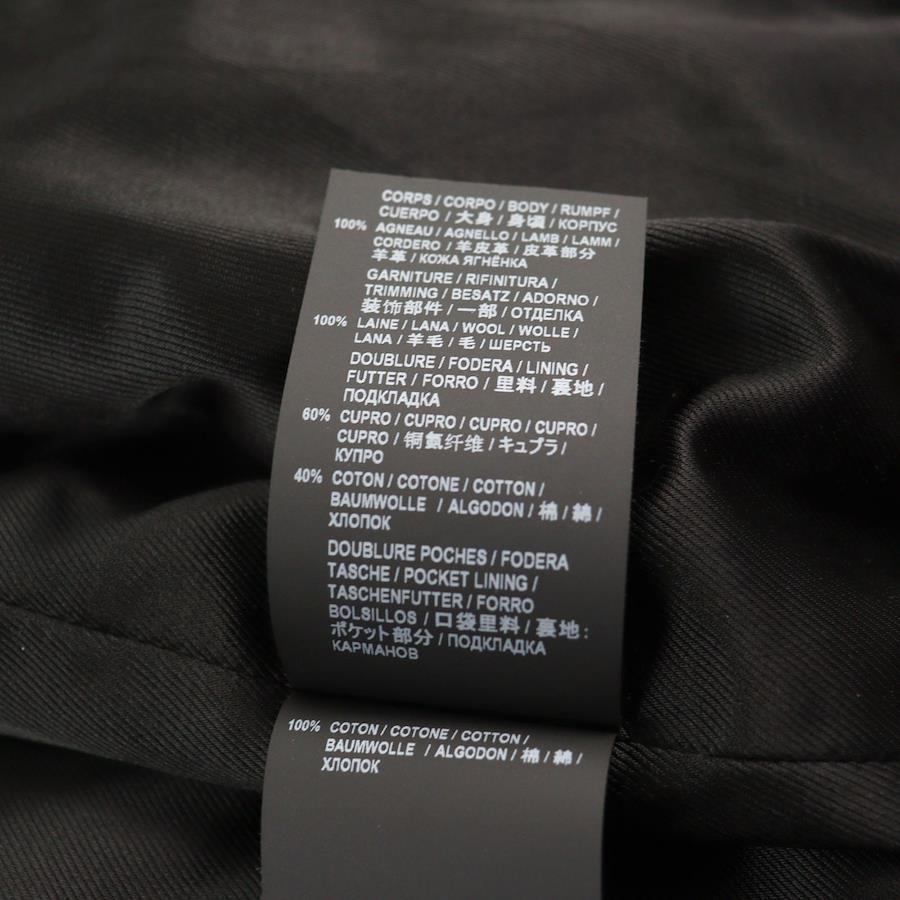 CORPS / CORPO / BODY / RUMPF /
CUERPO / 大身 / 身頃 / КОРПУС
100% AGNEAU / AGNELLO / LAMB / LAMM /
CORDERO / 羊皮革 / 皮革部分
羊革 / КОЖА ЯГНЁНКА
GARNITURE / RIFINITURA /
TRIMMING / BESATZ / ADORNO /
装饰部件 / 一部 / ОТДЕЛКА
100% LAINE / LANA / WOOL / WOLLE /
LANA / 羊毛 / 毛 / ШЕРСТЬ
DOUBLURE / FODERA / LINING /
FUTTER / FORRO / 里料 / 裏地 /
ПОДКЛАДКА
60% CUPRO / CUPRO / CUPRO / CUPRO /
CUPRO / 铜氨纤维 / キュプラ /
КУПРО
40% COTON / COTONE / COTTON /
BAUMWOLLE / ALGODON / 棉 / 綿 /
ХЛОПОК
DOUBLURE POCHES / FODERA
TASCHE / POCKET LINING /
TASCHENFUTTER / FORRO
BOLSILLOS / 口袋里料 / 裏地:
ポケット部分 / ПОДКЛАДКА
КАРМАНОВ
100% COTON / COTONE / COTTON /
BAUMWOLLE / ALGODON / 棉 / 綿 /
ХЛОПОК